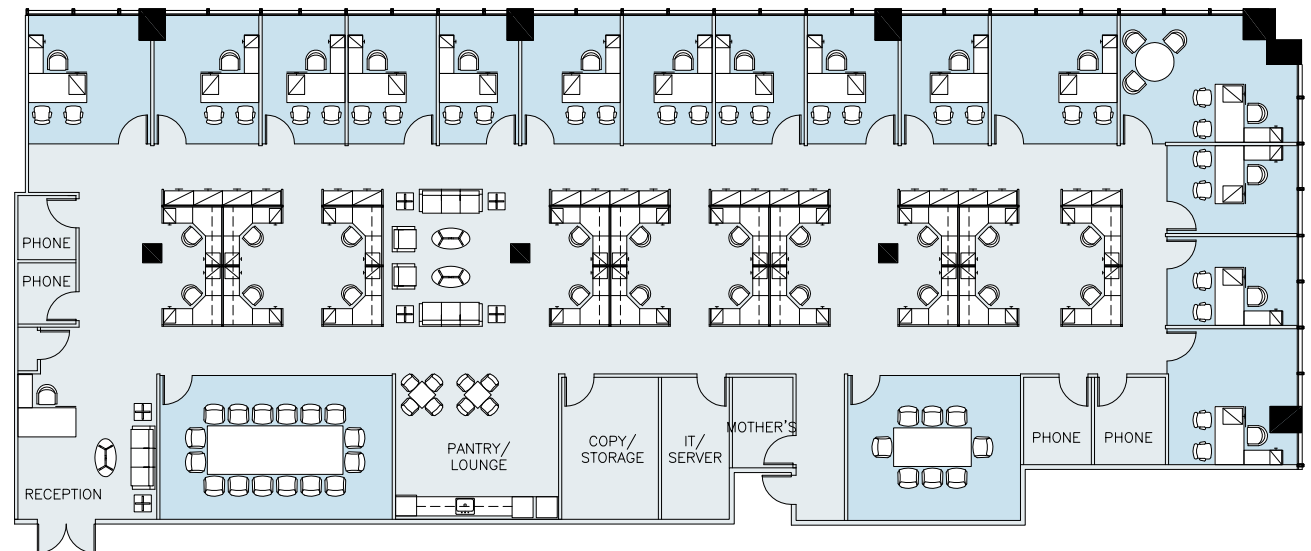 PHONE
PHONE
RECEPTION
PANTRY/
LOUNGE
COPY/
STORAGE
IT/
SERVER
MOTHER'S
PHONE
PHONE